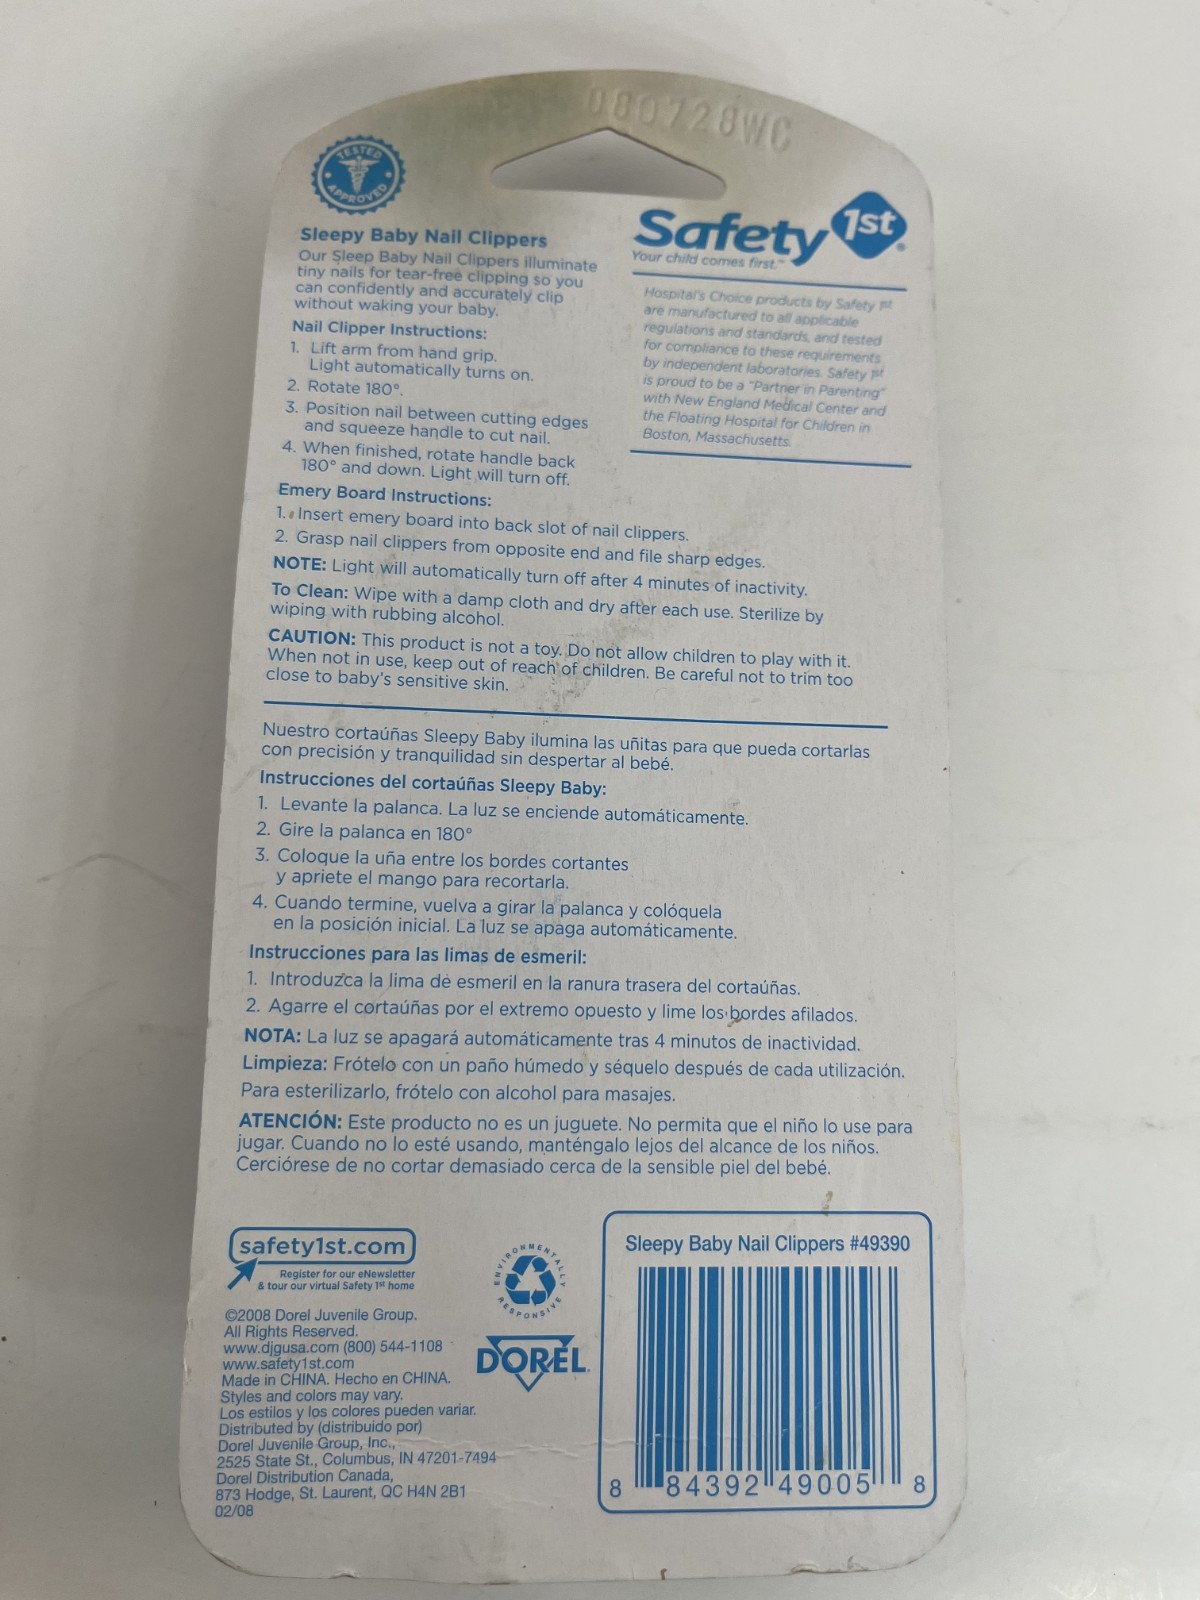 080728WC
TESTED
APPROVED
Safety 1st®
Your child comes first.™
Sleepy Baby Nail Clippers
Our Sleep Baby Nail Clippers illuminate
tiny nails for tear-free clipping so you
can confidently and accurately clip
without waking your baby.
Nail Clipper Instructions:
1. Lift arm from hand grip.
Light automatically turns on.
2. Rotate 180°.
3. Position nail between cutting edges
and squeeze handle to cut nail.
4. When finished, rotate handle back
180° and down. Light will turn off.
Hospital's Choice products by Safety 1st
are manufactured to all applicable
regulations and standards, and tested
for compliance to these requirements
by independent laboratories. Safety 1st
is proud to be a "Partner in Parenting"
with New England Medical Center and
the Floating Hospital for Children in
Boston, Massachusetts.
Emery Board Instructions:
1. Insert emery board into back slot of nail clippers.
2. Grasp nail clippers from opposite end and file sharp edges.
NOTE: Light will automatically turn off after 4 minutes of inactivity.
To Clean: Wipe with a damp cloth and dry after each use. Sterilize by
wiping with rubbing alcohol.
CAUTION: This product is not a toy. Do not allow children to play with it.
When not in use, keep out of reach of children. Be careful not to trim too
close to baby's sensitive skin.
Nuestro cortaúñas Sleepy Baby ilumina las uñitas para que pueda cortarlas
con precisión y tranquilidad sin despertar al bebé.
Instrucciones del cortaúñas Sleepy Baby:
1. Levante la palanca. La luz se enciende automáticamente.
2. Gire la palanca en 180°
3. Coloque la uña entre los bordes cortantes
y apriete el mango para recortarla.
4. Cuando termine, vuelva a girar la palanca y colóquela
en la posición inicial. La luz se apaga automáticamente.
Instrucciones para las limas de esmeril:
1. Introduzca la lima de esmeril en la ranura trasera del cortaúñas.
2. Agarre el cortaúñas por el extremo opuesto y lime los bordes afilados.
NOTA: La luz se apagará automáticamente tras 4 minutos de inactividad.
Limpieza: Frótelo con un paño húmedo y séquelo después de cada utilización.
Para esterilizarlo, frótelo con alcohol para masajes.
ATENCIÓN: Este producto no es un juguete. No permita que el niño lo use para
jugar. Cuando no lo esté usando, manténgalo lejos del alcance de los niños.
Cerciórese de no cortar demasiado cerca de la sensible piel del bebé.
safety1st.com
Register for our eNewsletter
& tour our virtual Safety 1st home
©2008 Dorel Juvenile Group.
All Rights Reserved.
www.djgusa.com (800) 544-1108
www.safety1st.com
Made in CHINA. Hecho en CHINA.
Styles and colors may vary.
Los estilos y los colores pueden variar.
Distributed by (distribuido por)
Dorel Juvenile Group, Inc.,
2525 State St., Columbus, IN 47201-7494
Dorel Distribution Canada,
873 Hodge, St. Laurent, QC H4N 2B1
02/08
ENVIRONMENTALLY
RESPONSIVE
DOREL
Sleepy Baby Nail Clippers #49390
8 84392 49005 8